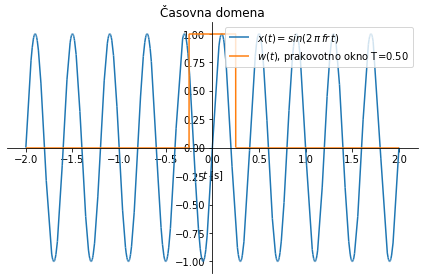 Časovna domena
x(t) = sin(2 π fr t)
w(t), prakovotno okno T=0.50
1.00
0.75
0.50
0.25
0.00
−2.0 −1.5 −1.0 −0.5 0.0 0.5 1.0 1.5 2.0
−0.25
t [s]
−0.50
−0.75
−1.00